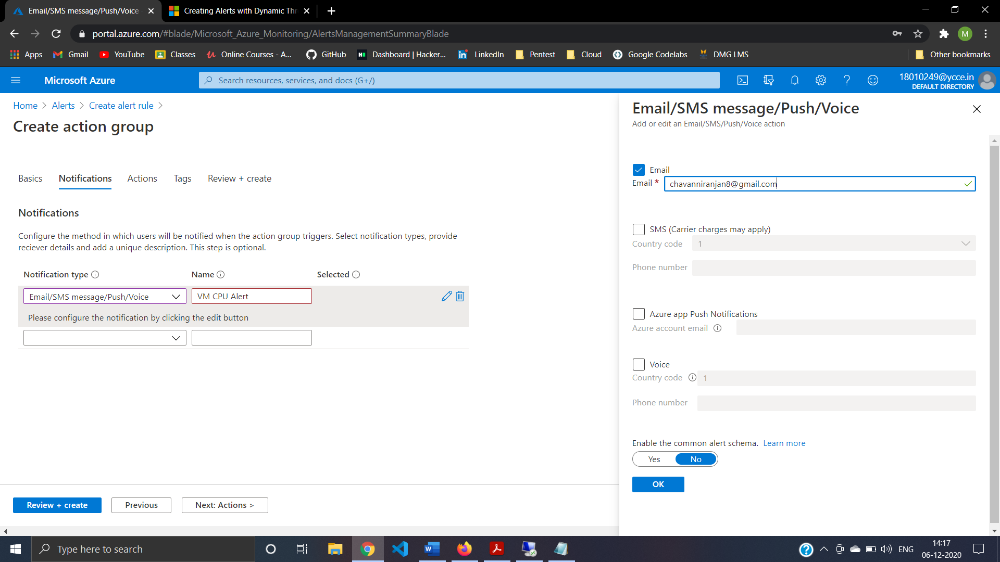 Email/SMS message/Push/Voice
Creating Alerts with Dynamic Thr
portal.azure.com/#blade/Microsoft_Azure_Monitoring/AlertsManagementSummaryBlade
M
Apps
Gmail
YouTube
Classes
Online Courses - A...
GitHub
Dashboard | Hacker...
LinkedIn
Pentest
Cloud
Google Codelabs
DMG LMS
Other bookmarks
Microsoft Azure
Search resources, services, and docs (G+/)
18010249@ycce.in
DEFAULT DIRECTORY
Home > Alerts > Create alert rule >
Create action group
Basics
Notifications
Actions
Tags
Review + create
Notifications
Configure the method in which users will be notified when the action group triggers. Select notification types, provide
reciever details and add a unique description. This step is optional.
Notification type
Name
Selected
Email/SMS message/Push/Voice
VM CPU Alert
Please configure the notification by clicking the edit button
Review + create
Previous
Next: Actions >
Email/SMS message/Push/Voice
Add or edit an Email/SMS/Push/Voice action
Email
Email * chavanniranjan8@gmail.com
SMS (Carrier charges may apply)
Country code 1
Phone number
Azure app Push Notifications
Azure account email
Voice
Country code 1
Phone number
Enable the common alert schema. Learn more
Yes No
OK
Type here to search
ENG
14:17
06-12-2020